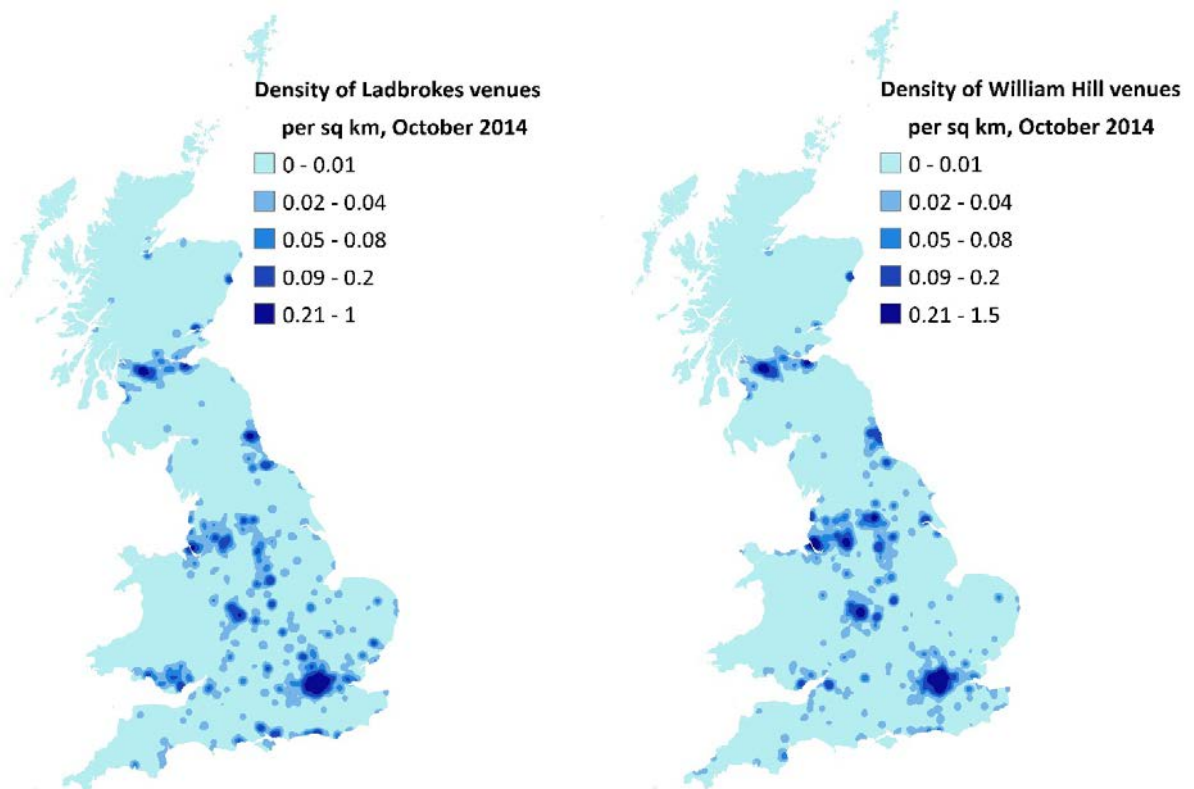 Density of Ladbrokes venues
per sq km, October 2014
0 - 0.01
0.02 - 0.04
0.05 - 0.08
0.09 - 0.2
0.21 - 1
Density of William Hill venues
per sq km, October 2014
0 - 0.01
0.02 - 0.04
0.05 - 0.08
0.09 - 0.2
0.21 - 1.5